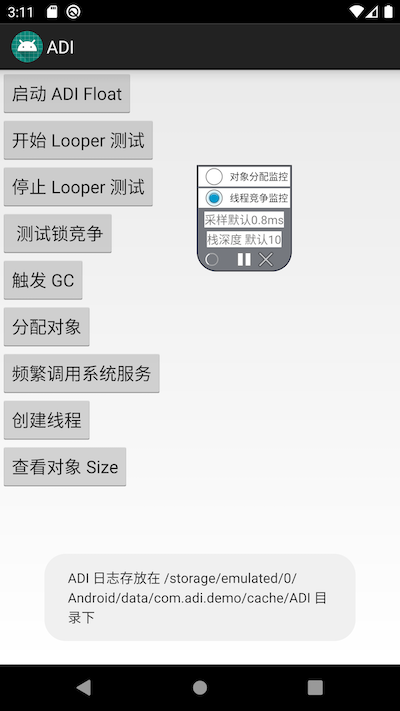 3:11
ADI
启动 ADI Float
开始 Looper 测试
停止 Looper 测试
测试锁竞争
触发 GC
分配对象
频繁调用系统服务
创建线程
查看对象 Size
对象分配监控
线程竞争监控
采样默认0.8ms
栈深度 默认10
ADI 日志存放在 /storage/emulated/0/
Android/data/com.adi.demo/cache/ADI 目
录下